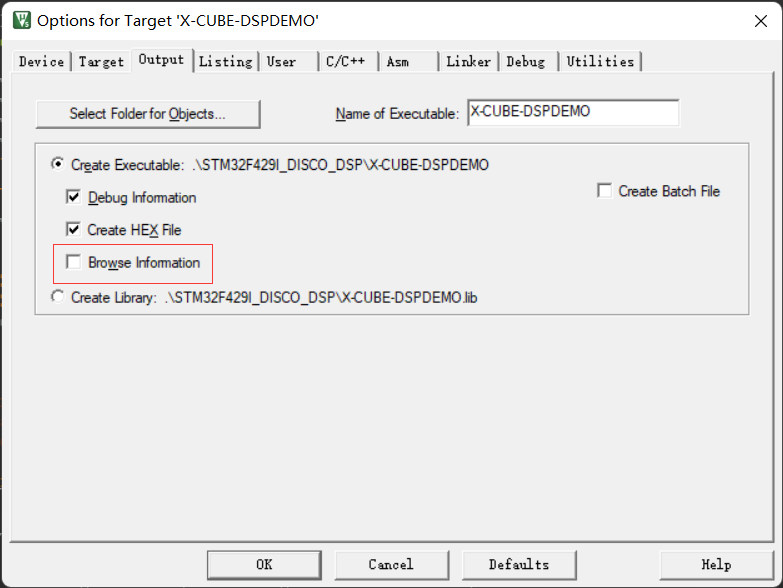 Options for Target 'X-CUBE-DSPDEMO'
Device Target Output Listing User C/C++ Asm Linker Debug Utilities
Select Folder for Objects... Name of Executable: X-CUBE-DSPDEMO
Create Executable: .\STM32F429I_DISCO_DSP\X-CUBE-DSPDEMO
Debug Information Create Batch File
Create HEX File
Browse Information
Create Library: .\STM32F429I_DISCO_DSP\X-CUBE-DSPDEMO.lib
OK Cancel Defaults Help